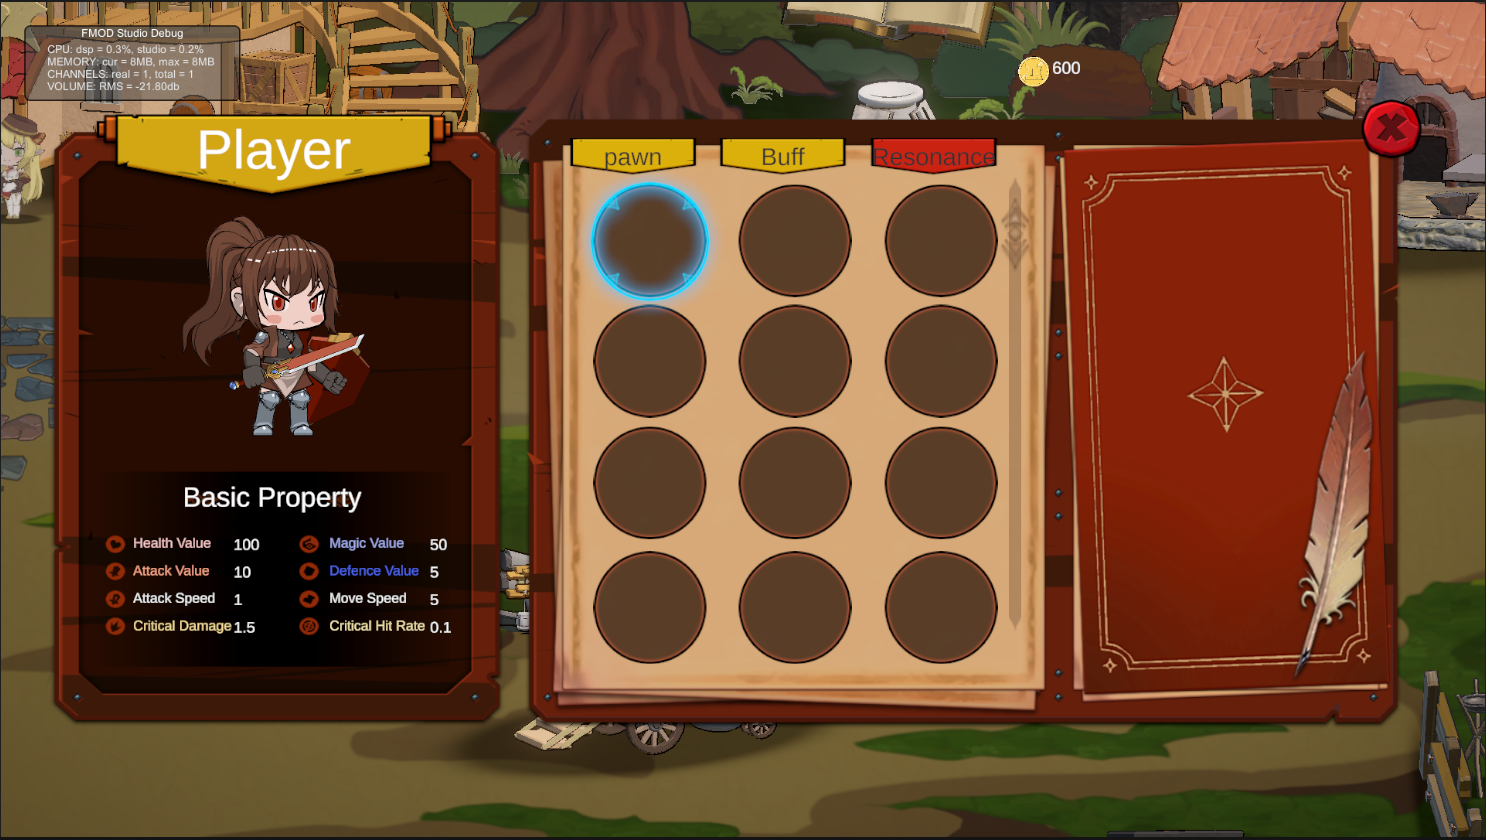 FMOD Studio Debug
CPU: dsp = 0.3%, studio = 0.2%
MEMORY: cur = 8MB, max = 8MB
CHANNELS: real = 1, total = 1
VOLUME: RMS = -21.80db
600
Player
pawn
Buff
Resonance
Basic Property
Health Value 100
Magic Value 50
Attack Value 10
Defence Value 5
Attack Speed 1
Move Speed 5
Critical Damage 1.5
Critical Hit Rate 0.1